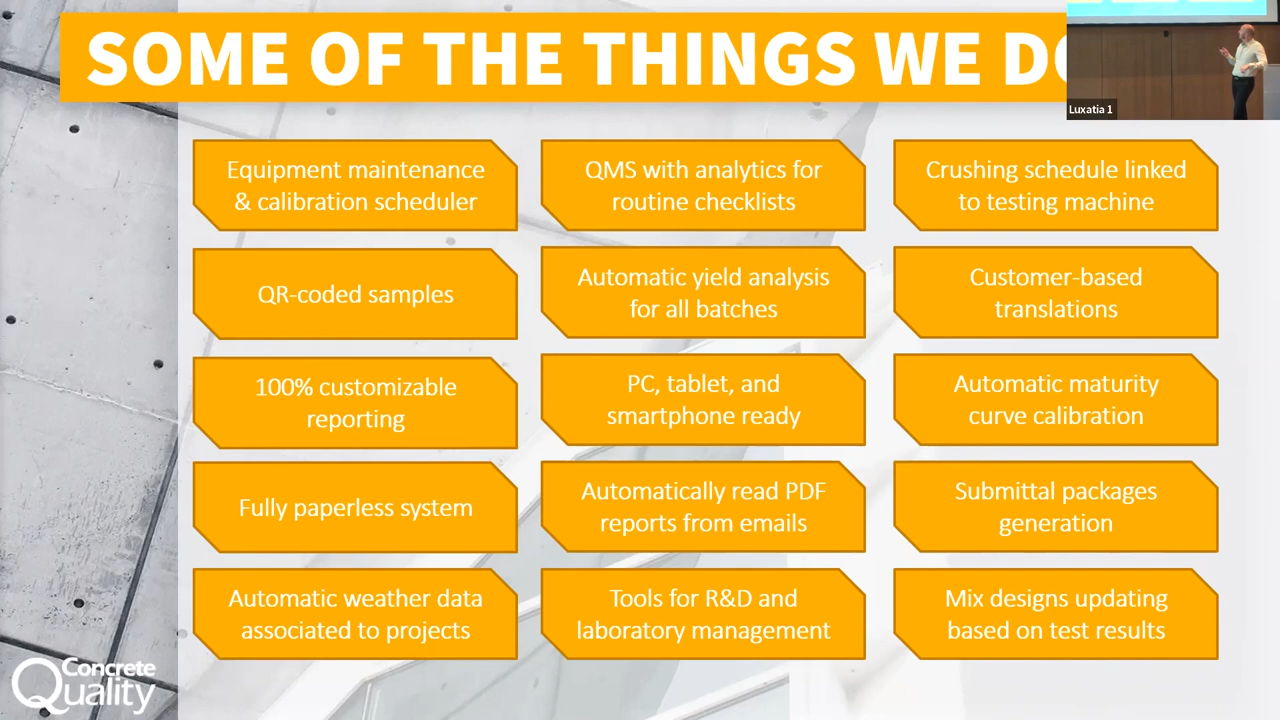 SOME OF THE THINGS WE DO
Luxatia 1
Equipment maintenance
& calibration scheduler
QMS with analytics for
routine checklists
Crushing schedule linked
to testing machine
QR-coded samples
Automatic yield analysis
for all batches
Customer-based
translations
100% customizable
reporting
PC, tablet, and
smartphone ready
Automatic maturity
curve calibration
Fully paperless system
Automatically read PDF
reports from emails
Submittal packages
generation
Automatic weather data
associated to projects
Tools for R&D and
laboratory management
Mix designs updating
based on test results
Concrete
Quality